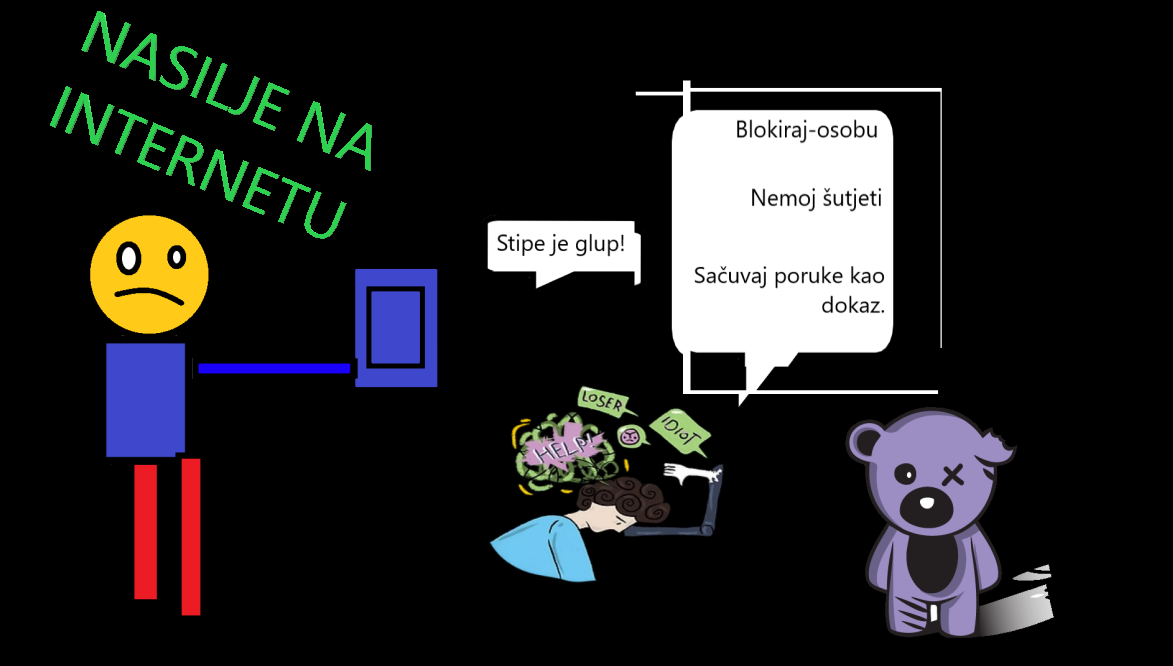 NASILJE NA
INTERNETU
Blokiraj-osobu
Nemoj šutjeti
Stipe je glup!
Sačuvaj poruke kao
dokaz.
LOSER
IDIOT
HELP!